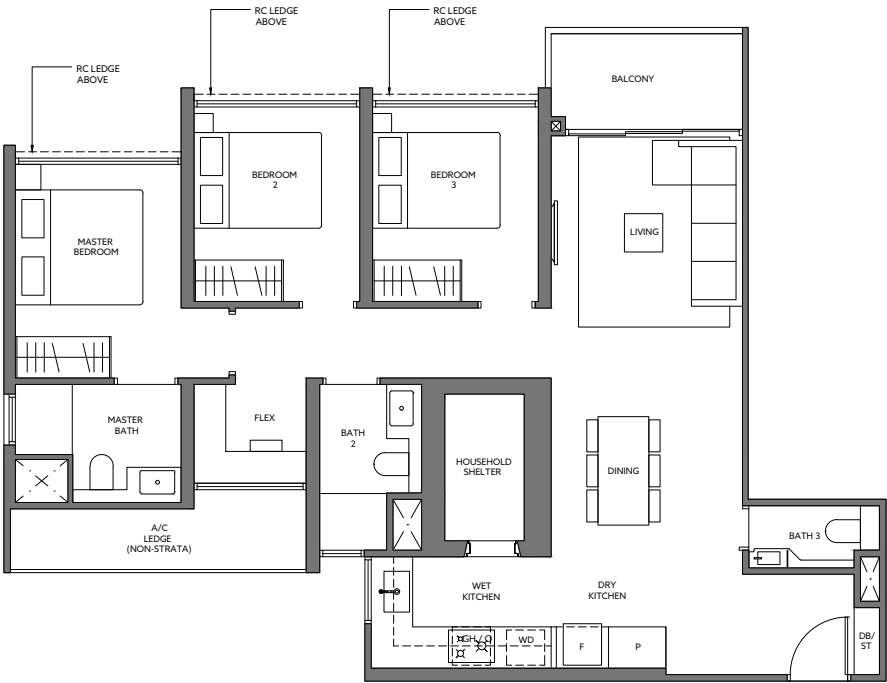 RC LEDGE
ABOVE
RC LEDGE
ABOVE
RC LEDGE
ABOVE
BALCONY
BEDROOM
2
BEDROOM
3
MASTER
BEDROOM
LIVING
MASTER
BATH
FLEX
BATH
2
HOUSEHOLD
SHELTER
DINING
A/C
LEDGE
(NON-STRATA)
BATH 3
WET
KITCHEN
DRY
KITCHEN
GH / O
WD
F
P
DB/
ST